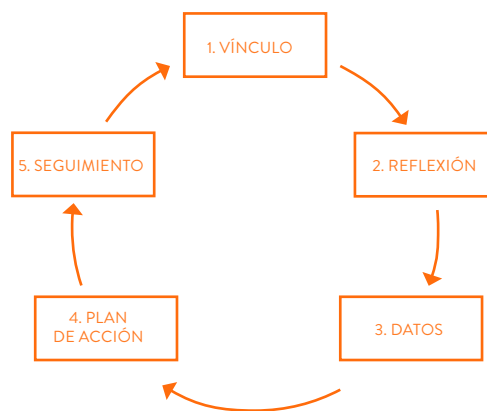 1. VÍNCULO
2. REFLEXIÓN
3. DATOS
4. PLAN
DE ACCIÓN
5. SEGUIMIENTO